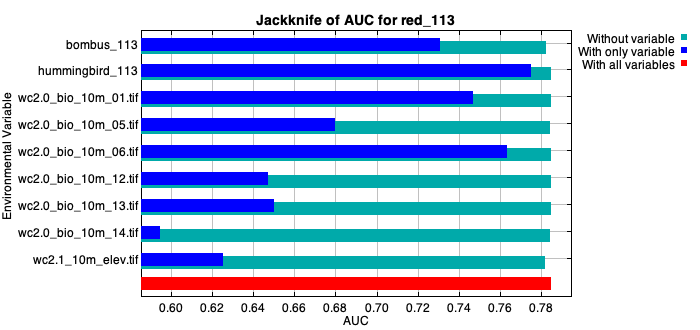 Jackknife of AUC for red_113
Without variable
With only variable
With all variables
Environmental Variable
bombus_113
hummingbird_113
wc2.0_bio_10m_01.tif
wc2.0_bio_10m_05.tif
wc2.0_bio_10m_06.tif
wc2.0_bio_10m_12.tif
wc2.0_bio_10m_13.tif
wc2.0_bio_10m_14.tif
wc2.1_10m_elev.tif
0.60 0.62 0.64 0.66 0.68 0.70 0.72 0.74 0.76 0.78
AUC